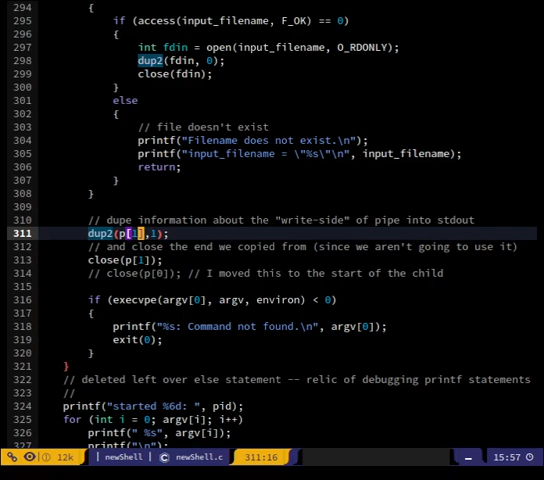 294 {
295 if (access(input_filename, F_OK) == 0)
296 {
297 int fdin = open(input_filename, O_RDONLY);
298 dup2(fdin, 0);
299 close(fdin);
300 }
301 else
302 {
303 // file doesn't exist
304 printf("Filename does not exist.\n");
305 printf("input_filename = \"%s\"\n", input_filename);
306 return;
307 }
308 }
309
310 // dupe information about the "write-side" of pipe into stdout
311 dup2(p[1],1);
312 // and close the end we copied from (since we aren't going to use it)
313 close(p[1]);
314 // close(p[0]); // I moved this to the start of the child
315
316 if (execvpe(argv[0], argv, environ) < 0)
317 {
318 printf("%s: Command not found.\n", argv[0]);
319 exit(0);
320 }
321 }
322 // deleted left over else statement -- relic of debugging printf statements
323 //
324 printf("started %6d: ", pid);
325 for (int i = 0; argv[i]; i++)
326 printf(" %s", argv[i]);
327 printf("\n");
12k | newShell | newShell.c 311:16 15:57